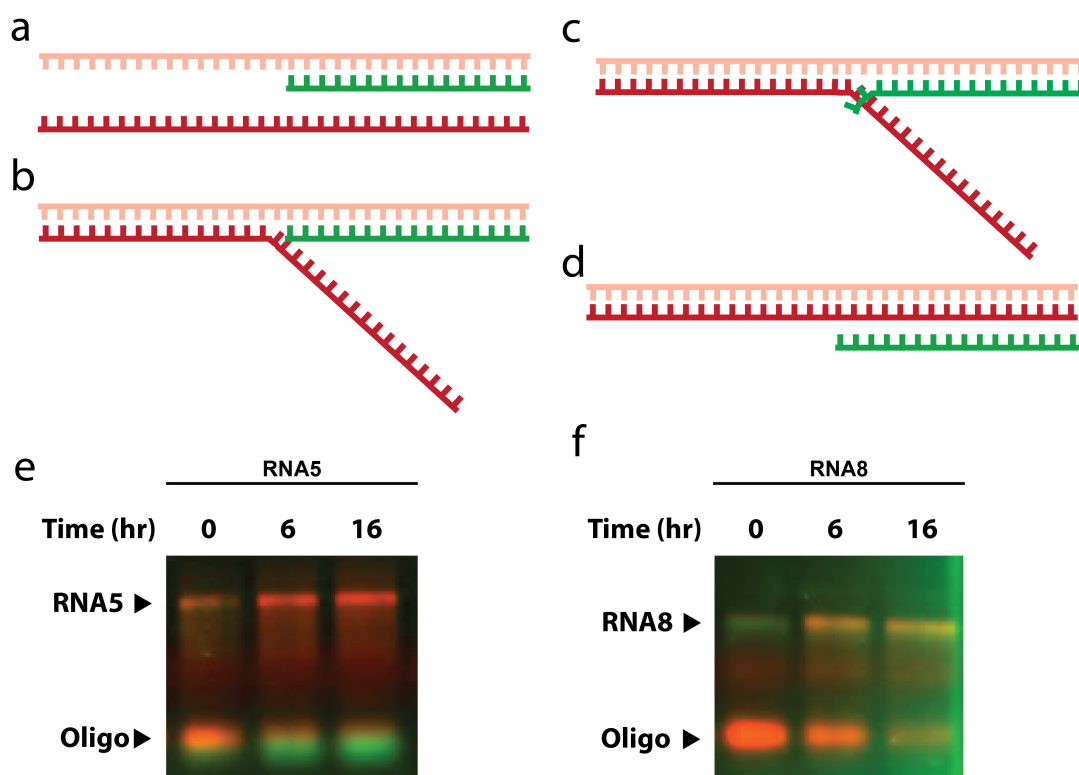 a
b
c
d
e
RNA5
Time (hr) 0 6 16
RNA5
Oligo
f
RNA8
Time (hr) 0 6 16
RNA8
Oligo